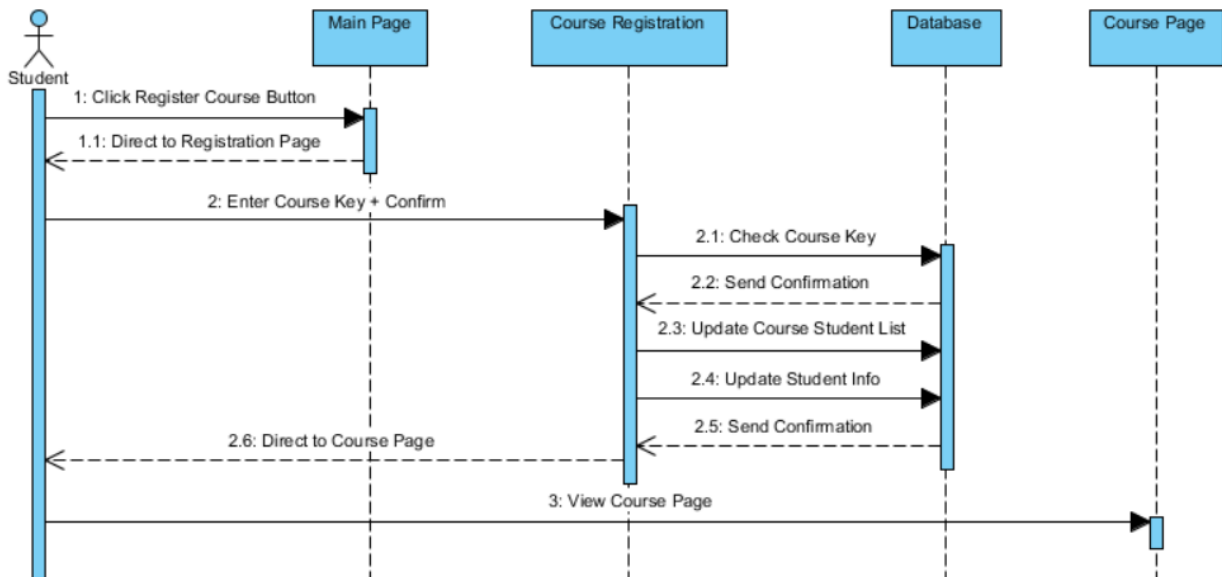 Main Page
Course Registration
Database
Course Page
Student
1: Click Register Course Button
1.1: Direct to Registration Page
2: Enter Course Key + Confirm
2.1: Check Course Key
2.2: Send Confirmation
2.3: Update Course Student List
2.4: Update Student Info
2.5: Send Confirmation
2.6: Direct to Course Page
3: View Course Page